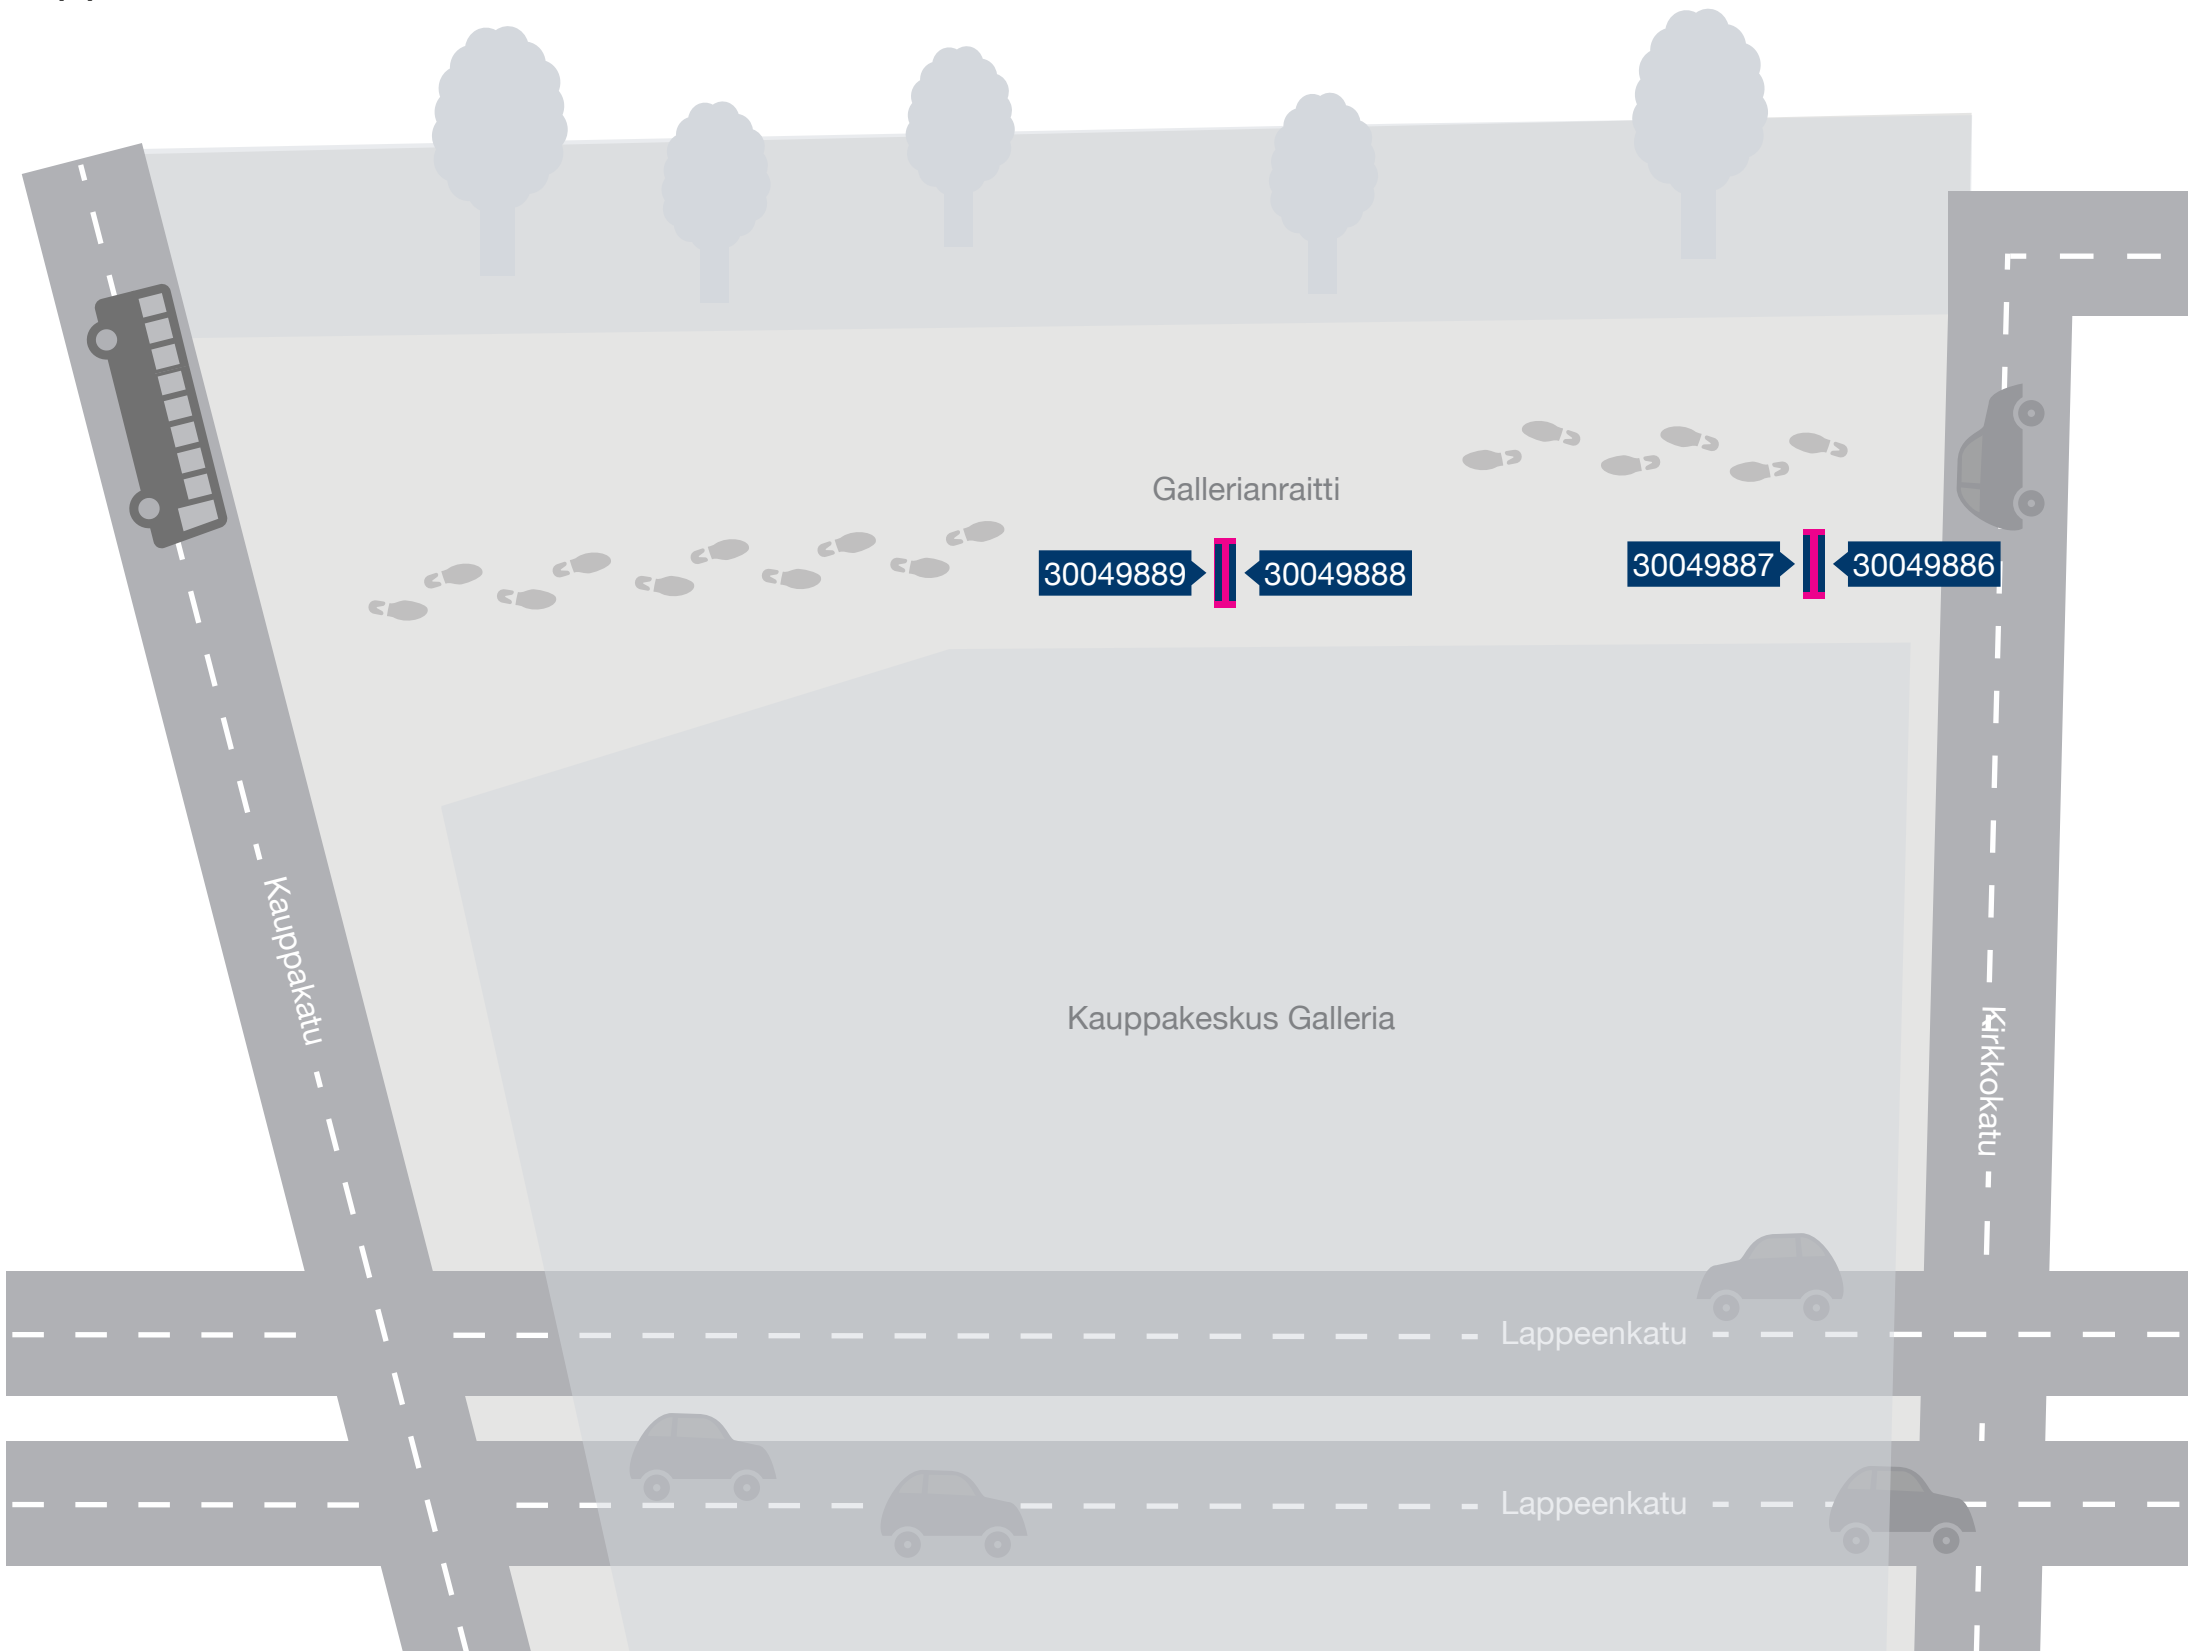 Gallerianraitti
30049889
30049888
30049887
30049886
Kauppakatu
Kauppakeskus Galleria
Kirkkokatu
Lappeenkatu
Lappeenkatu